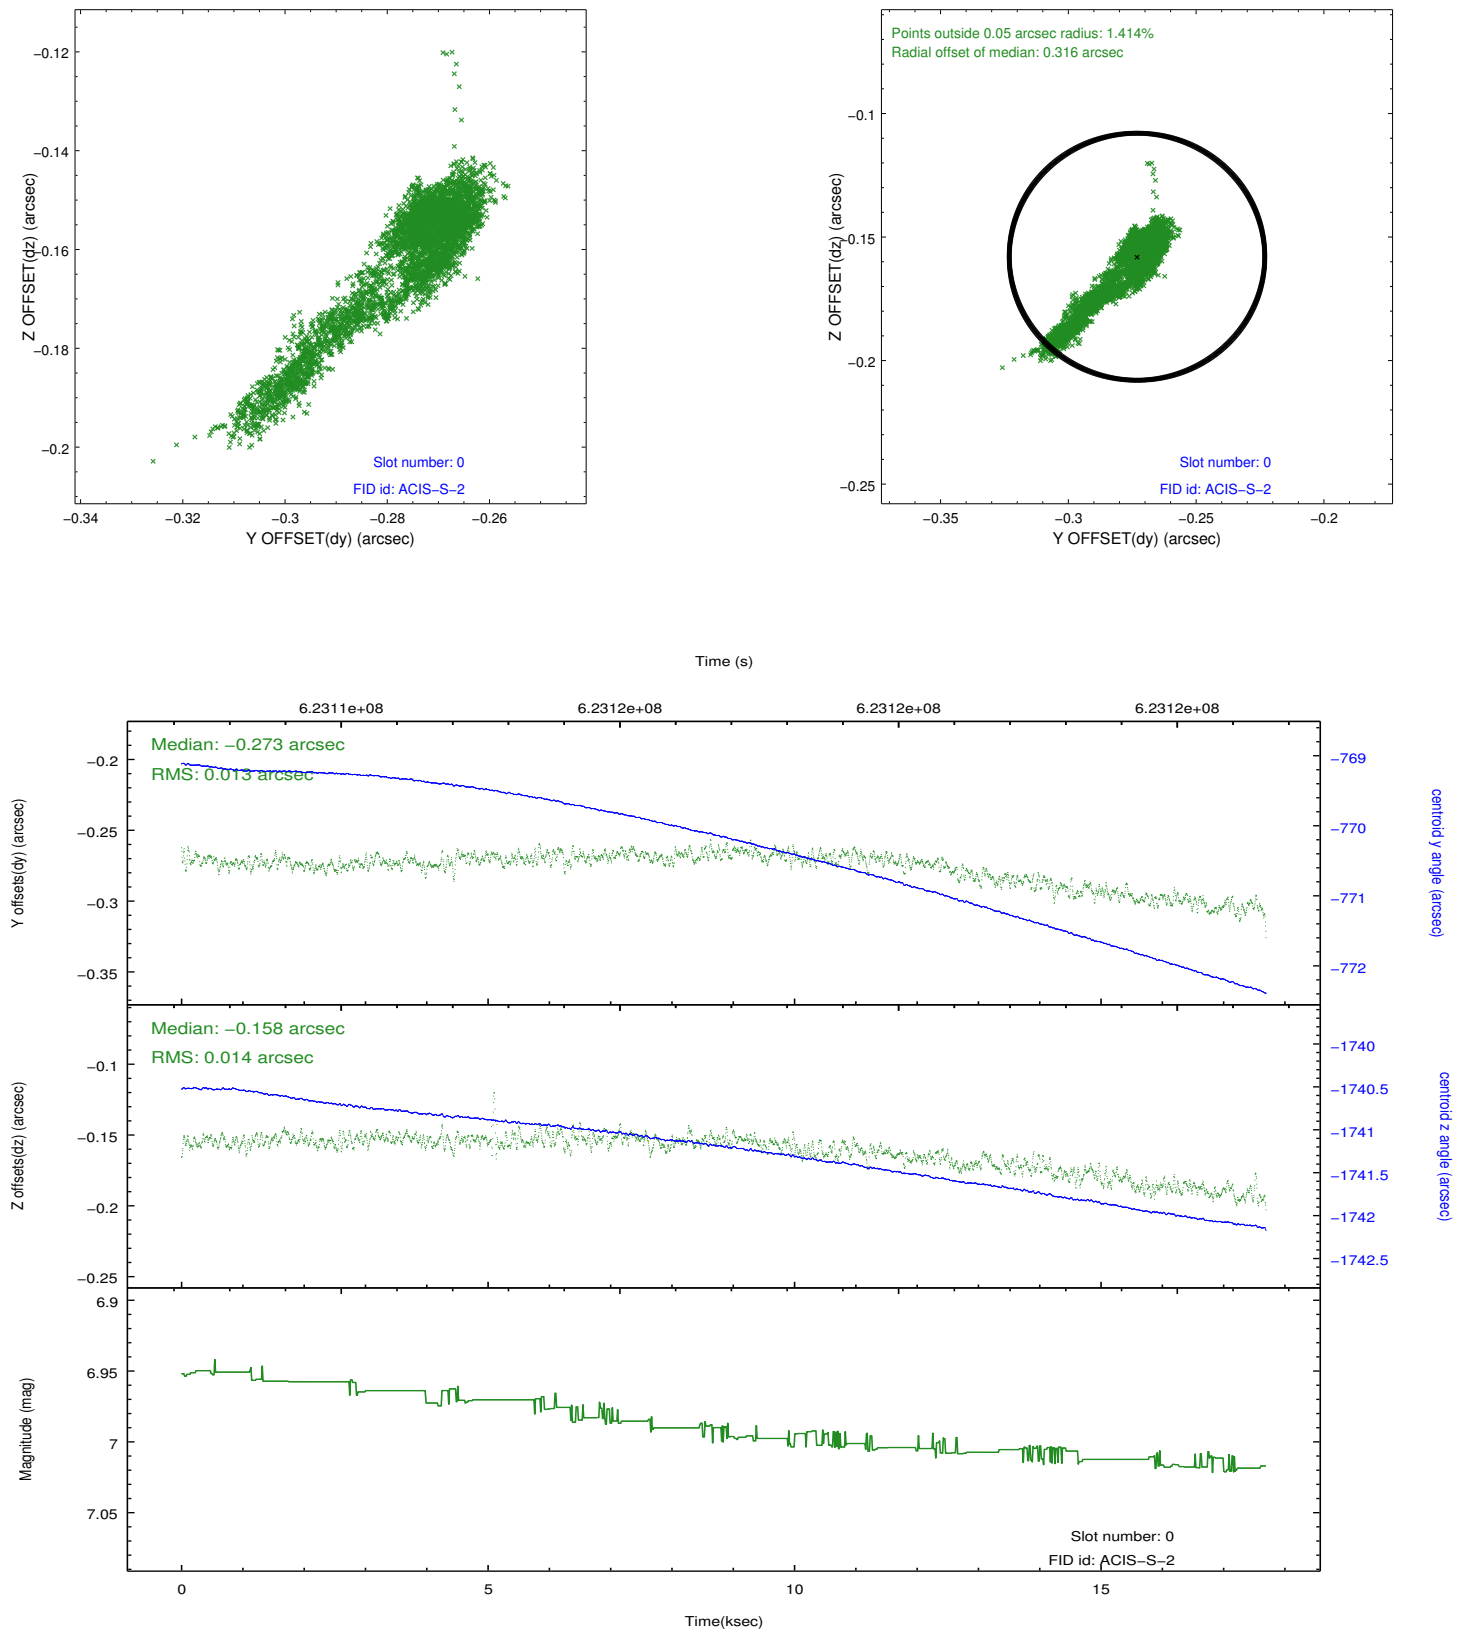 −0.12
−0.14
−0.16
−0.18
−0.2
Z OFFSET(dz) (arcsec)
Slot number: 0
FID id: ACIS−S−2
−0.34
−0.32
−0.3
−0.28
−0.26
Y OFFSET(dy) (arcsec)
Points outside 0.05 arcsec radius: 1.414%
Radial offset of median: 0.316 arcsec
−0.1
−0.15
−0.2
−0.25
Z OFFSET(dz) (arcsec)
Slot number: 0
FID id: ACIS−S−2
−0.35
−0.3
−0.25
−0.2
Y OFFSET(dy) (arcsec)
Time (s)
6.2311e+08
6.2312e+08
6.2312e+08
6.2312e+08
Median: −0.273 arcsec
RMS: 0.013 arcsec
−0.2
−0.25
−0.3
−0.35
Y offsets(dy) (arcsec)
−769
−770
−771
−772
centroid y angle (arcsec)
Median: −0.158 arcsec
RMS: 0.014 arcsec
−0.1
−0.15
−0.2
−0.25
Z offsets(dz) (arcsec)
−1740
−1740.5
−1741
−1741.5
−1742
−1742.5
centroid z angle (arcsec)
6.9
6.95
7
7.05
Magnitude (mag)
Slot number: 0
FID id: ACIS−S−2
0
5
10
15
Time(ksec)